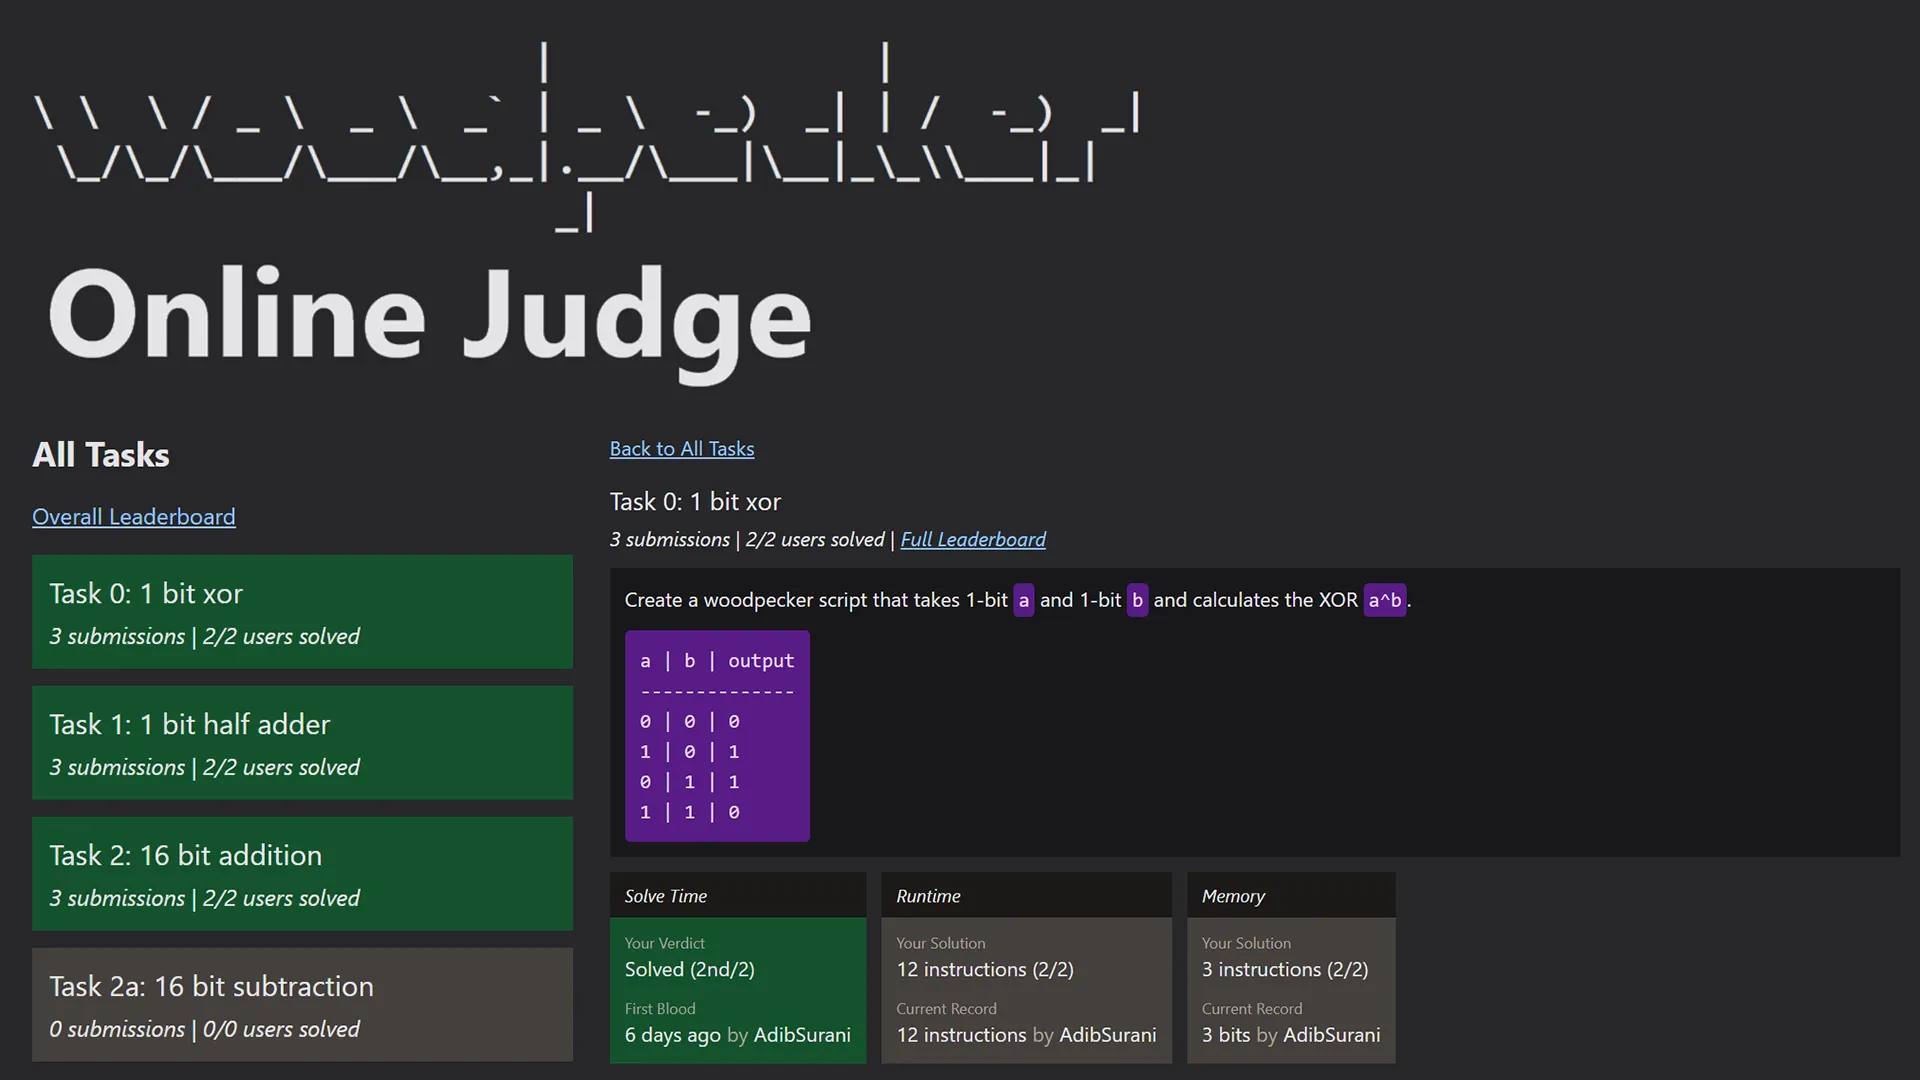 woodpecker
Online Judge
All Tasks
Overall Leaderboard
Task 0: 1 bit xor
3 submissions | 2/2 users solved
Task 1: 1 bit half adder
3 submissions | 2/2 users solved
Task 2: 16 bit addition
3 submissions | 2/2 users solved
Task 2a: 16 bit subtraction
0 submissions | 0/0 users solved
Back to All Tasks
Task 0: 1 bit xor
3 submissions | 2/2 users solved | Full Leaderboard
Create a woodpecker script that takes 1-bit a and 1-bit b and calculates the XOR a^b.
a | b | output
--------------
0 | 0 | 0
1 | 0 | 1
0 | 1 | 1
1 | 1 | 0
Solve Time
Your Verdict
Solved (2nd/2)
First Blood
6 days ago by AdibSurani
Runtime
Your Solution
12 instructions (2/2)
Current Record
12 instructions by AdibSurani
Memory
Your Solution
3 instructions (2/2)
Current Record
3 bits by AdibSurani